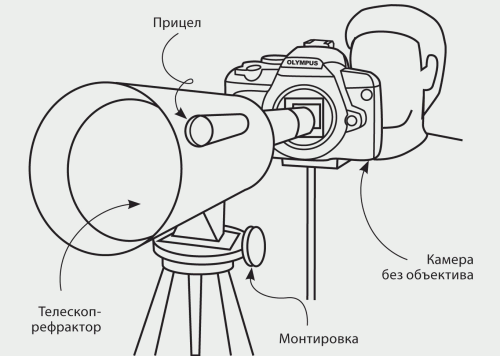 Прицел
OLYMPUS
Камера
без объектива
Телескоп-
рефрактор
Монтировка